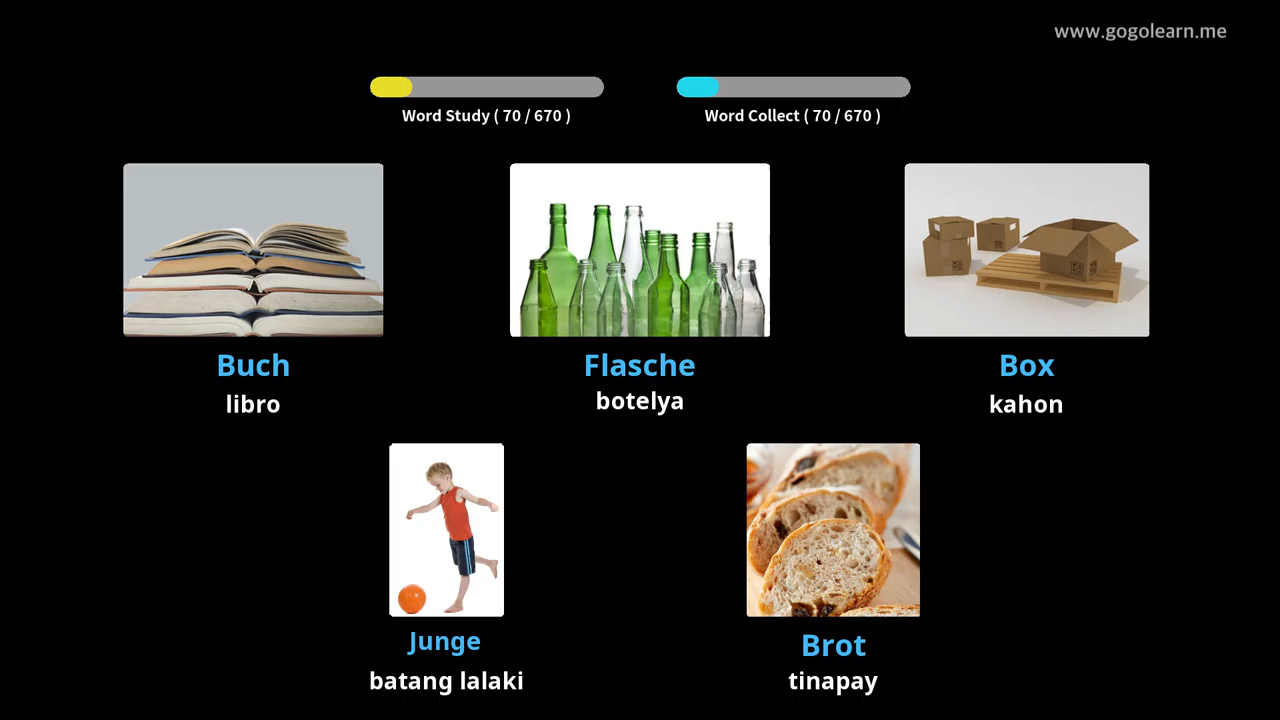 www.gogolearn.me
Word Study ( 70 / 670 )
Word Collect ( 70 / 670 )
Buch
libro
Flasche
botelya
Box
kahon
Junge
batang lalaki
Brot
tinapay